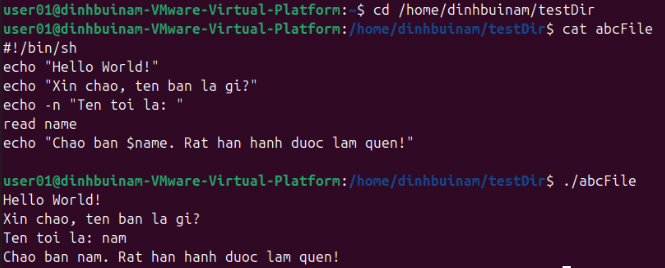 user01@dinhbuinam-VMware-Virtual-Platform:~$ cd /home/dinhbuinam/testDir
user01@dinhbuinam-VMware-Virtual-Platform:/home/dinhbuinam/testDir$ cat abcFile
#!/bin/sh
echo "Hello World!"
echo "Xin chao, ten ban la gi?"
echo -n "Ten toi la: "
read name
echo "Chao ban $name. Rat han hanh duoc lam quen!"

user01@dinhbuinam-VMware-Virtual-Platform:/home/dinhbuinam/testDir$ ./abcFile
Hello World!
Xin chao, ten ban la gi?
Ten toi la: nam
Chao ban nam. Rat han hanh duoc lam quen!